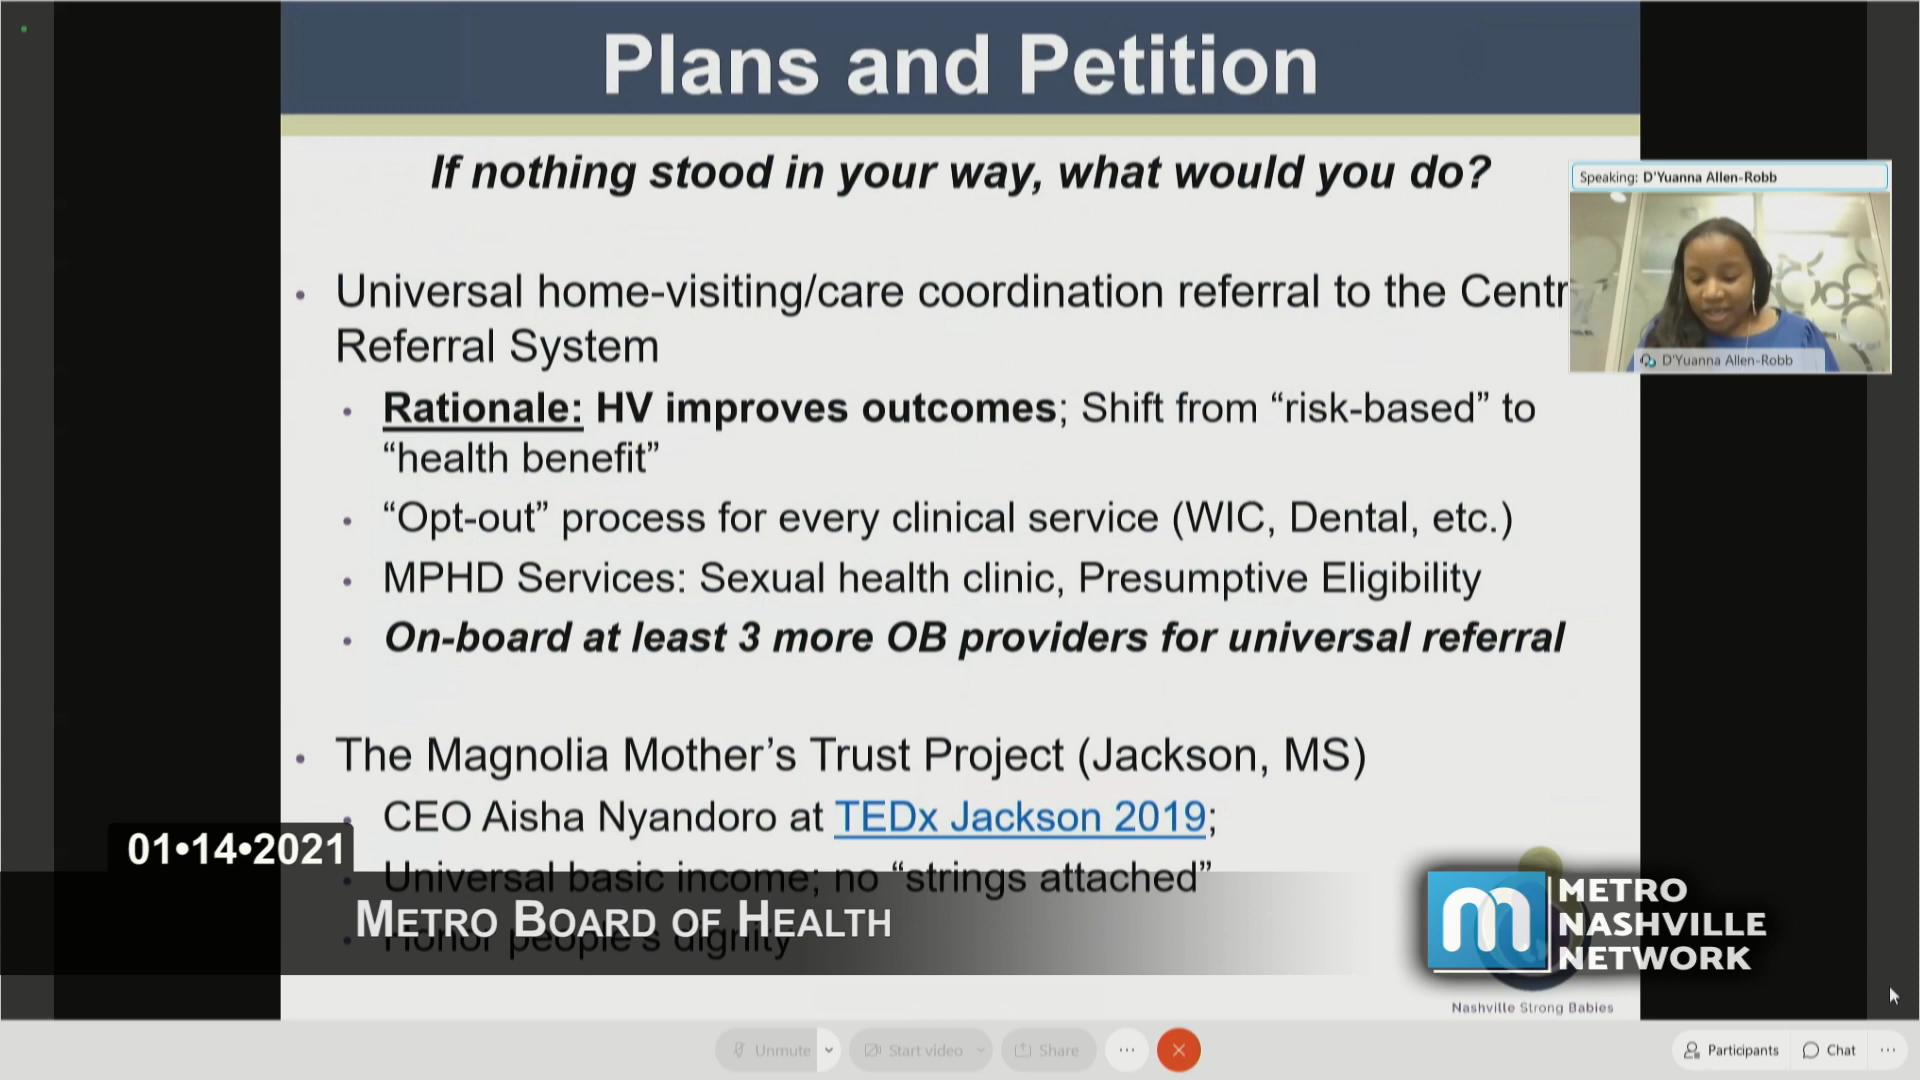 Plans and Petition
If nothing stood in your way, what would you do?
Speaking: D'Yuanna Allen-Robb
D'Yuanna Allen-Robb
• Universal home-visiting/care coordination referral to the Centr
Referral System
• Rationale: HV improves outcomes; Shift from “risk-based” to
“health benefit”
• “Opt-out” process for every clinical service (WIC, Dental, etc.)
• MPHD Services: Sexual health clinic, Presumptive Eligibility
• On-board at least 3 more OB providers for universal referral
• The Magnolia Mother’s Trust Project (Jackson, MS)
• CEO Aisha Nyandoro at TEDx Jackson 2019;
• Universal basic income; no “strings attached”
• Honor people’s dignity
01•14•2021
METRO BOARD OF HEALTH
METRO
NASHVILLE
NETWORK
Nashville Strong Babies
Unmute
Start video
Share
Participants
Chat